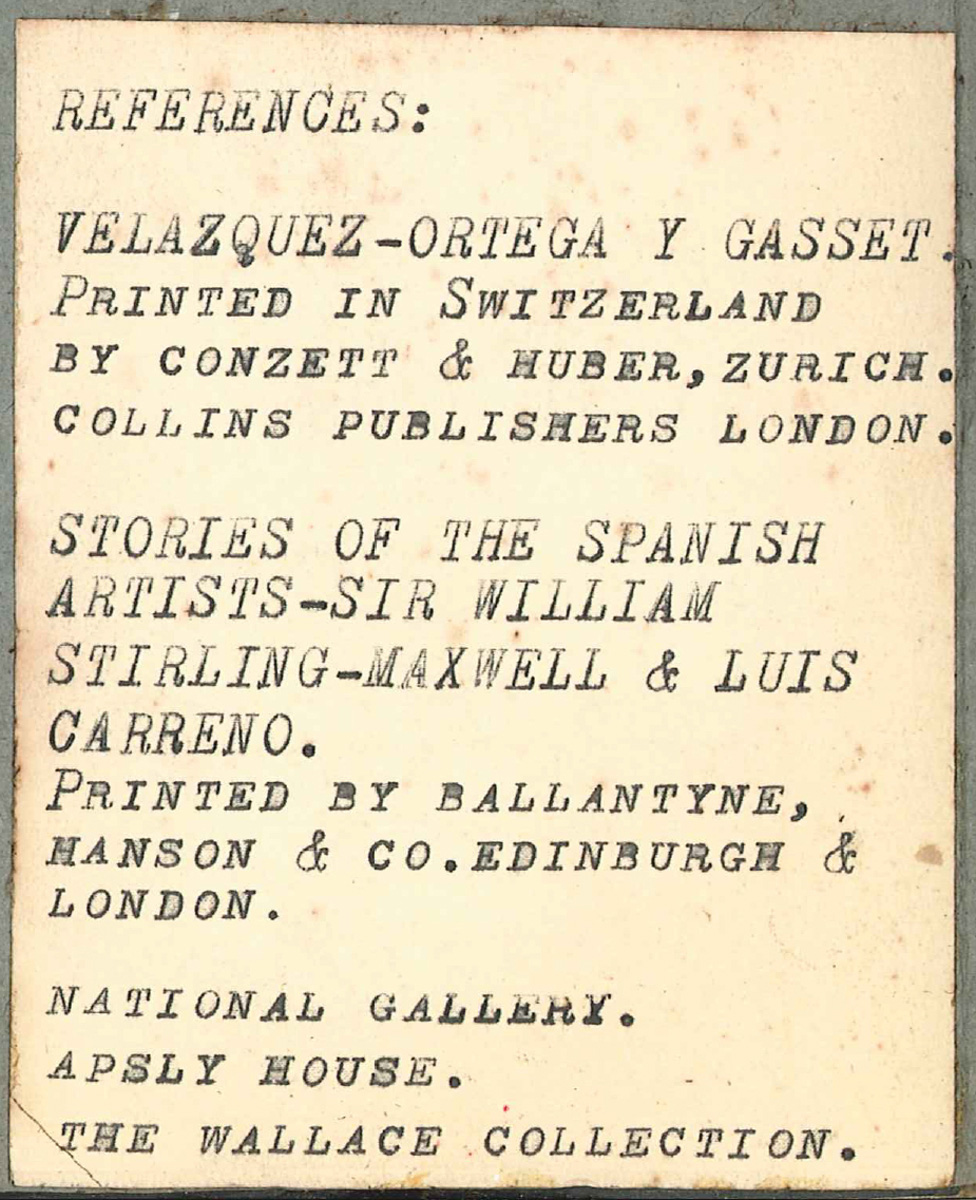 REFERENCES:
VELAZQUEZ-ORTEGA Y GASSET.
PRINTED IN SWITZERLAND
BY CONZETT & HUBER, ZURICH.
COLLINS PUBLISHERS LONDON.
STORIES OF THE SPANISH
ARTISTS-SIR WILLIAM
STIRLING-MAXWELL & LUIS
CARRENO.
PRINTED BY BALLANTYNE,
HANSON & CO.EDINBURGH &
LONDON.
NATIONAL GALLERY.
APSLY HOUSE.
THE WALLACE COLLECTION.